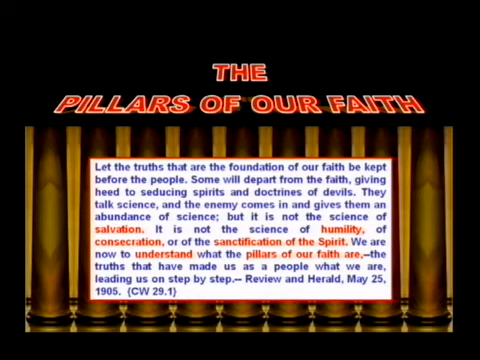 THE
PILLARS OF OUR FAITH
Let the truths that are the foundation of our faith be kept
before the people. Some will depart from the faith, giving
heed to seducing spirits and doctrines of devils. They
talk science, and the enemy comes in and gives them an
abundance of science; but it is not the science of
salvation. It is not the science of humility, of
consecration, or of the sanctification of the Spirit. We are
now to understand what the pillars of our faith are,--the
truths that have made us as a people what we are,
leading us on step by step.-- Review and Herald, May 25,
1905. {CW 29.1}